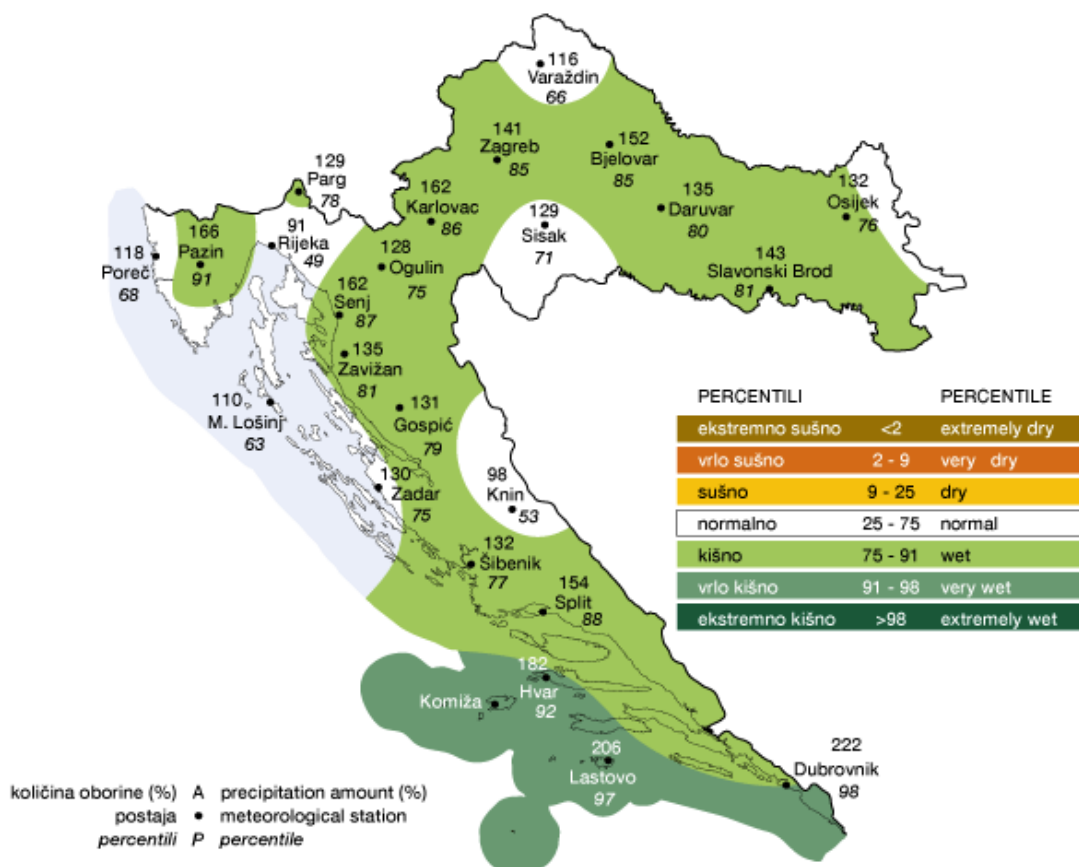 116
Varaždin
66
141
Zagreb
85
152
Bjelovar
85
129
Parg
78
162
Karlovac
86
135
Daruvar
80
132
Osijek
76
166
Pazin
91
91
Rijeka
49
129
Sisak
71
118
Poreč
68
128
Ogulin
75
143
Slavonski Brod
81
162
Senj
87
135
Zavižan
81
110
M. Lošinj
63
131
Gospić
79
130
Zadar
75
98
Knin
53
132
Šibenik
77
154
Split
88
182
Hvar
92
Komiža
206
Lastovo
97
222
Dubrovnik
98
PERCENTILI PERCENTILE
ekstremno sušno <2 extremely dry
vrlo sušno 2 - 9 very dry
sušno 9 - 25 dry
normalno 25 - 75 normal
kišno 75 - 91 wet
vrlo kišno 91 - 98 very wet
ekstremno kišno >98 extremely wet
količina oborine (%) A precipitation amount (%)
postaja ● meteorological station
percentili P percentile